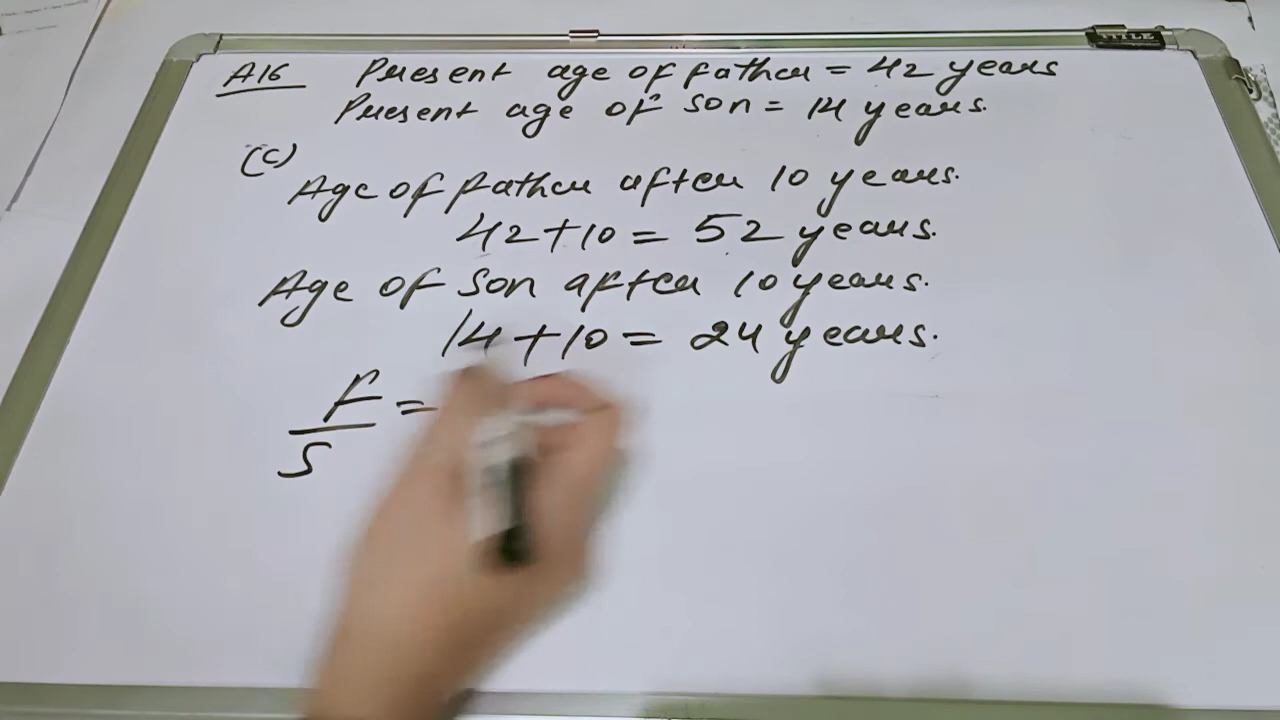 A16 Present age of father = 42 years
Present age of son = 14 years.
(c)
Age of father after 10 years.
42+10 = 52 years.
Age of son after 10 years.
14+10 = 24 years.
F/S =